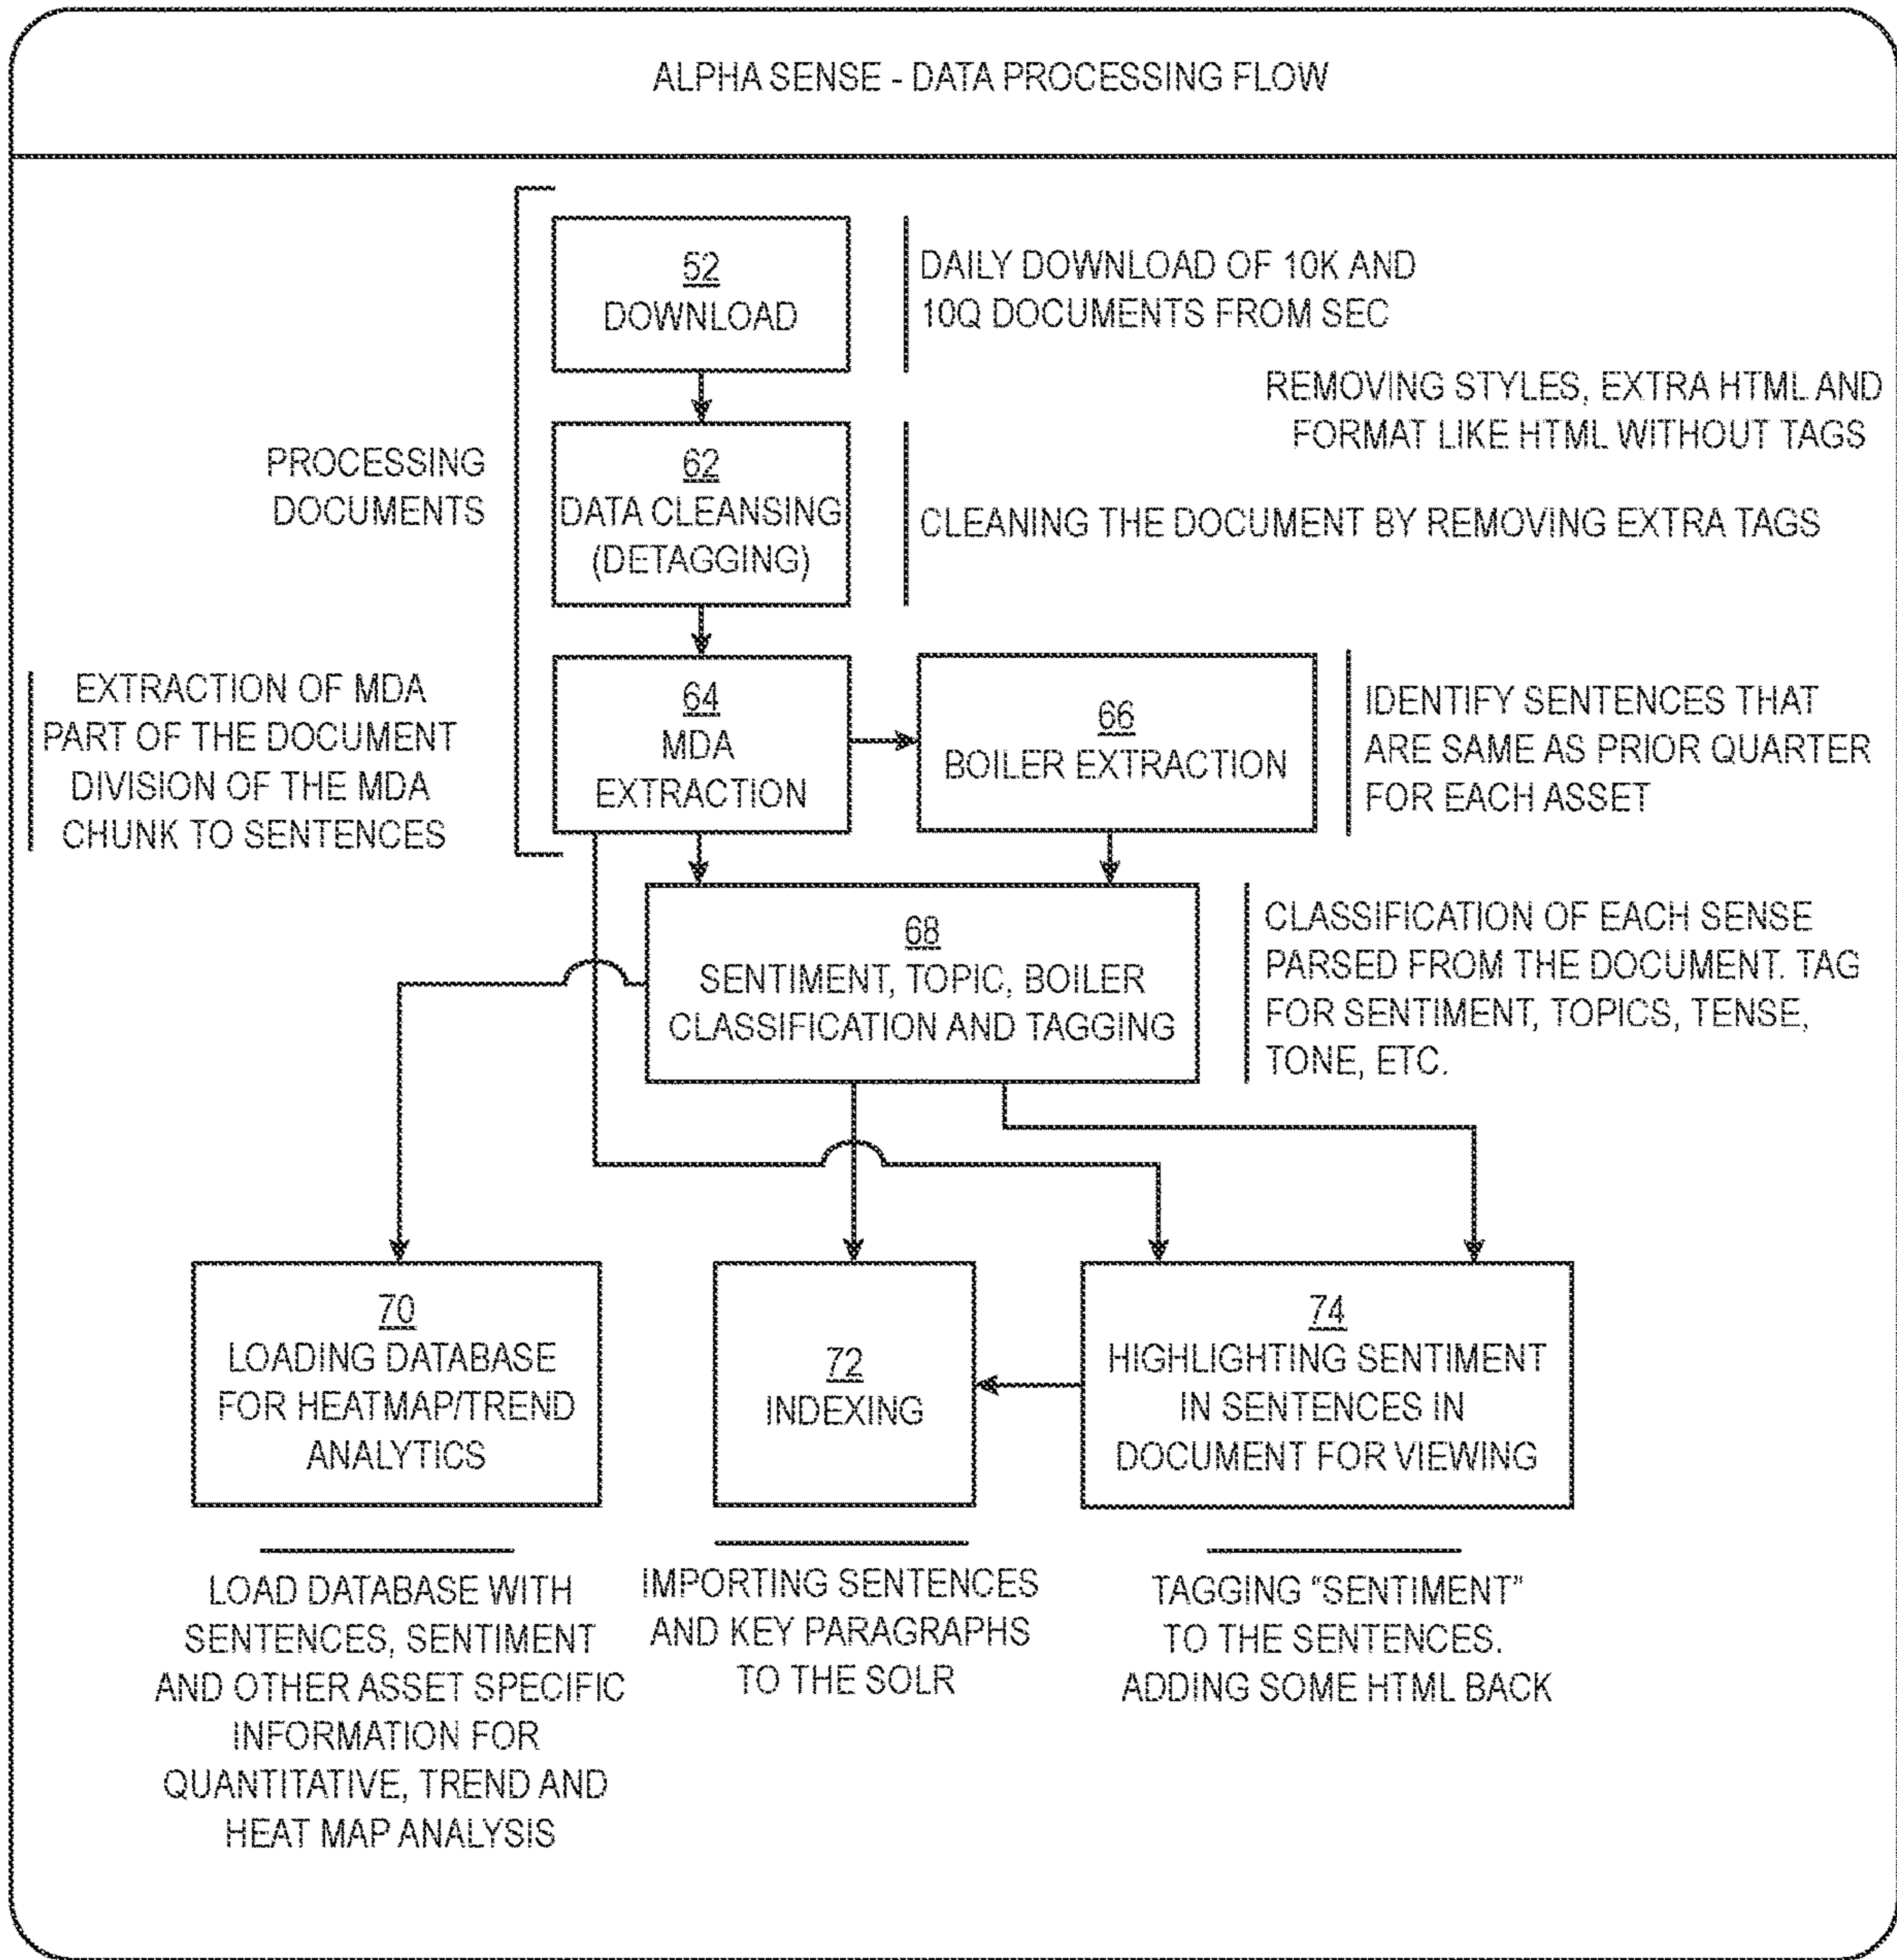 ALPHA SENSE - DATA PROCESSING FLOW
52
DOWNLOAD
DAILY DOWNLOAD OF 10K AND
10Q DOCUMENTS FROM SEC
REMOVING STYLES, EXTRA HTML AND
FORMAT LIKE HTML WITHOUT TAGS
PROCESSING
DOCUMENTS
62
DATA CLEANSING
(DETAGGING)
CLEANING THE DOCUMENT BY REMOVING EXTRA TAGS
EXTRACTION OF MDA
PART OF THE DOCUMENT
DIVISION OF THE MDA
CHUNK TO SENTENCES
64
MDA
EXTRACTION
66
BOILER EXTRACTION
IDENTIFY SENTENCES THAT
ARE SAME AS PRIOR QUARTER
FOR EACH ASSET
68
SENTIMENT, TOPIC, BOILER
CLASSIFICATION AND TAGGING
CLASSIFICATION OF EACH SENSE
PARSED FROM THE DOCUMENT. TAG
FOR SENTIMENT, TOPICS, TENSE,
TONE, ETC.
70
LOADING DATABASE
FOR HEATMAP/TREND
ANALYTICS
72
INDEXING
74
HIGHLIGHTING SENTIMENT
IN SENTENCES IN
DOCUMENT FOR VIEWING
LOAD DATABASE WITH
SENTENCES, SENTIMENT
AND OTHER ASSET SPECIFIC
INFORMATION FOR
QUANTITATIVE, TREND AND
HEAT MAP ANALYSIS
IMPORTING SENTENCES
AND KEY PARAGRAPHS
TO THE SOLR
TAGGING “SENTIMENT”
TO THE SENTENCES.
ADDING SOME HTML BACK